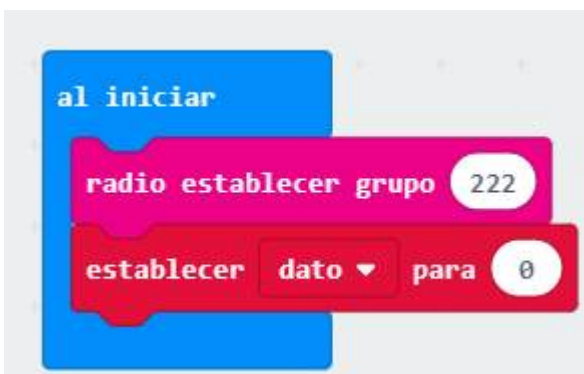 al iniciar
radio establecer grupo 222
establecer dato para 0